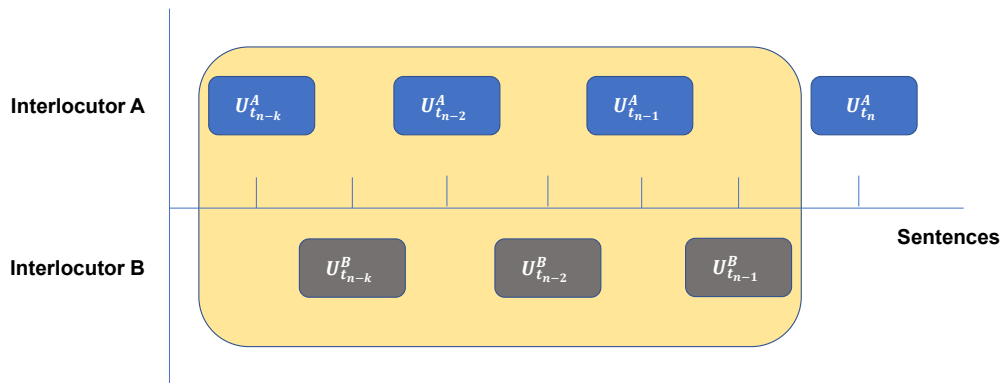 Interlocutor A
U^A_{t_{n-k}} U^A_{t_{n-2}} U^A_{t_{n-1}} U^A_{t_n}
Sentences
Interlocutor B
U^B_{t_{n-k}} U^B_{t_{n-2}} U^B_{t_{n-1}}